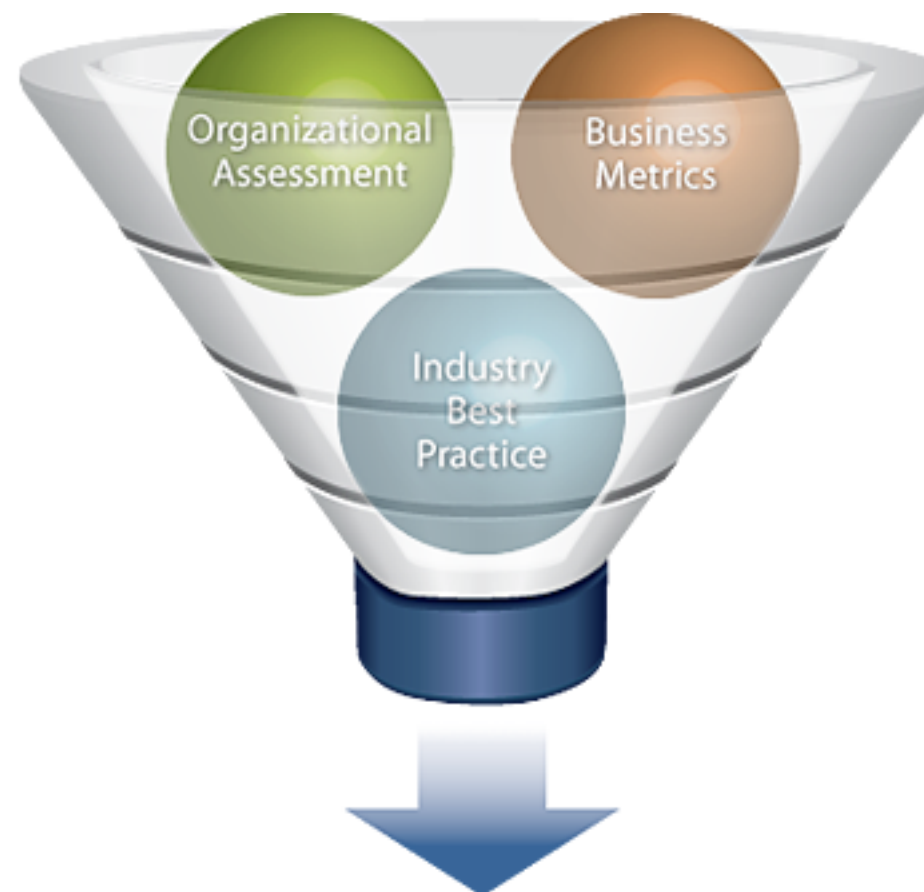 Organizational
Assessment
Business
Metrics
Industry
Best
Practice